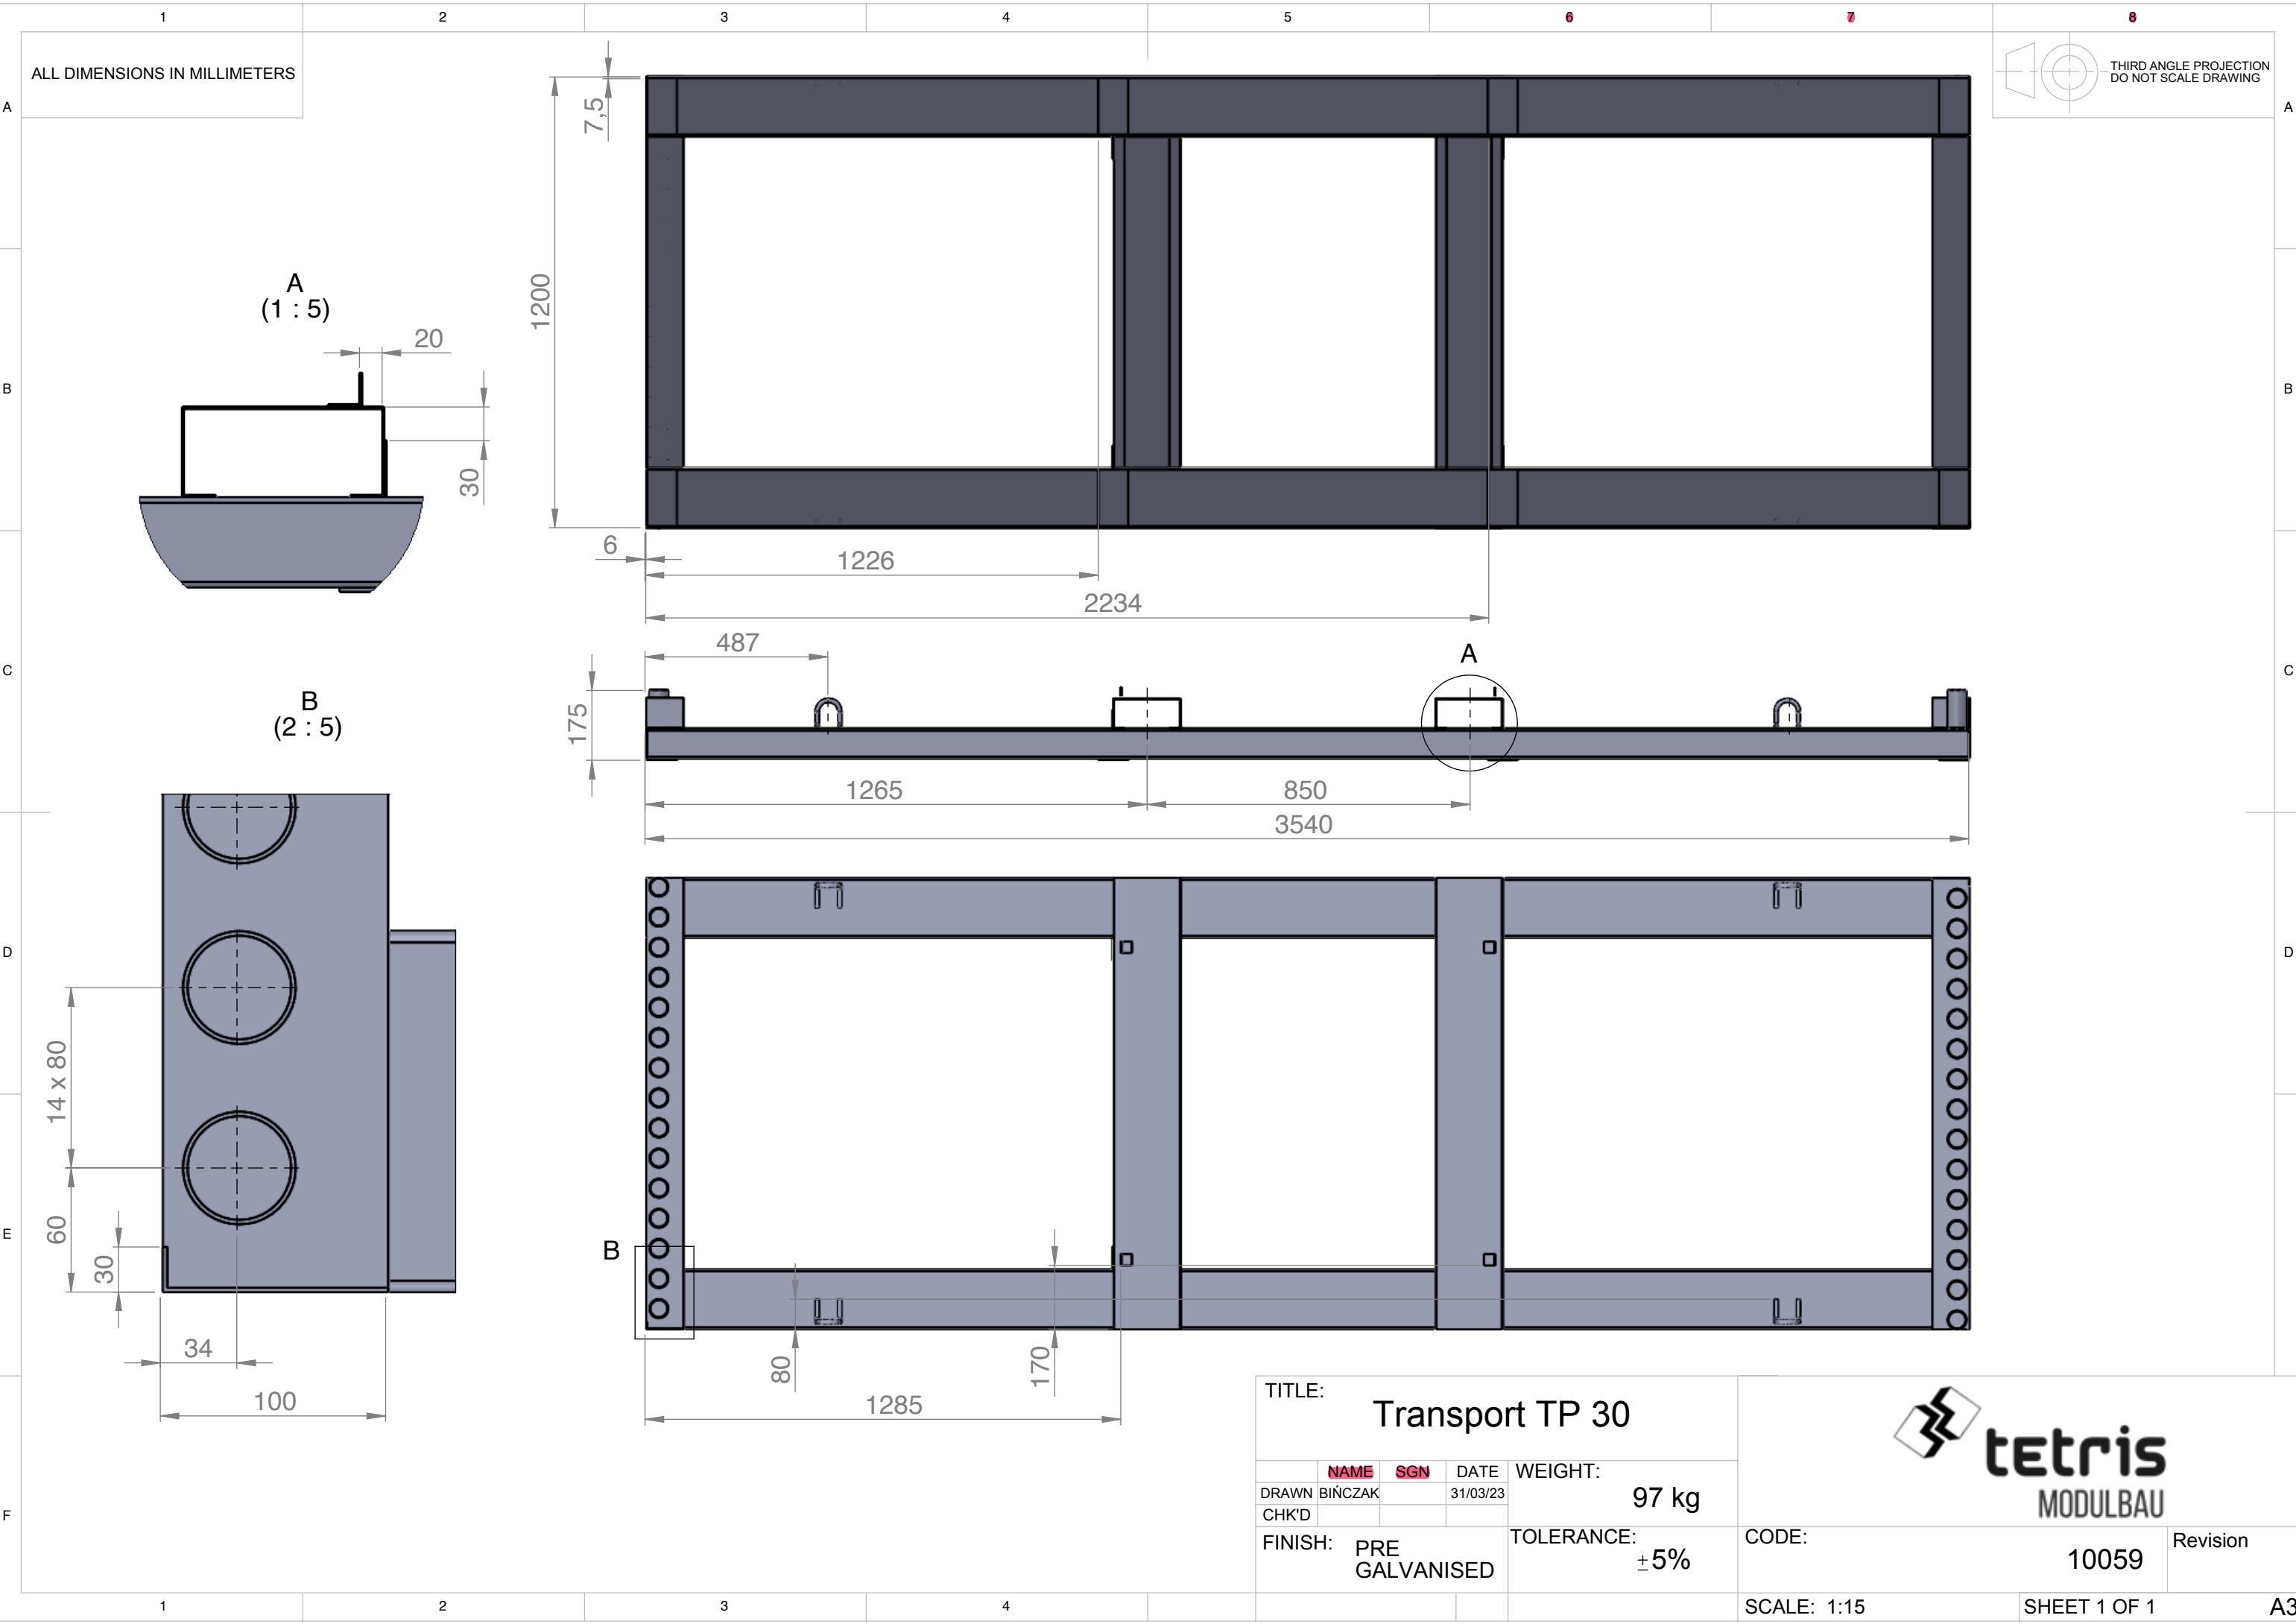 1 2 3 4 5 6 7 8
ALL DIMENSIONS IN MILLIMETERS
THIRD ANGLE PROJECTION
DO NOT SCALE DRAWING
A
A
7,5
1200
A
(1 : 5)
20
30
B
B
6
1226
2234
487
A
C
C
175
B
(2 : 5)
1265
850
3540
D
D
14 x 80
60
30
34
100
E
E
B
80
170
1285
TITLE:
Transport TP 30
NAME SGN DATE WEIGHT:
DRAWN BIŃCZAK 31/03/23
97 kg
CHK'D
tetris
MODULBAU
F
FINISH: PRE
GALVANISED
TOLERANCE:
±5%
CODE:
10059
Revision
1 2 3 4
SCALE: 1:15
SHEET 1 OF 1
A3